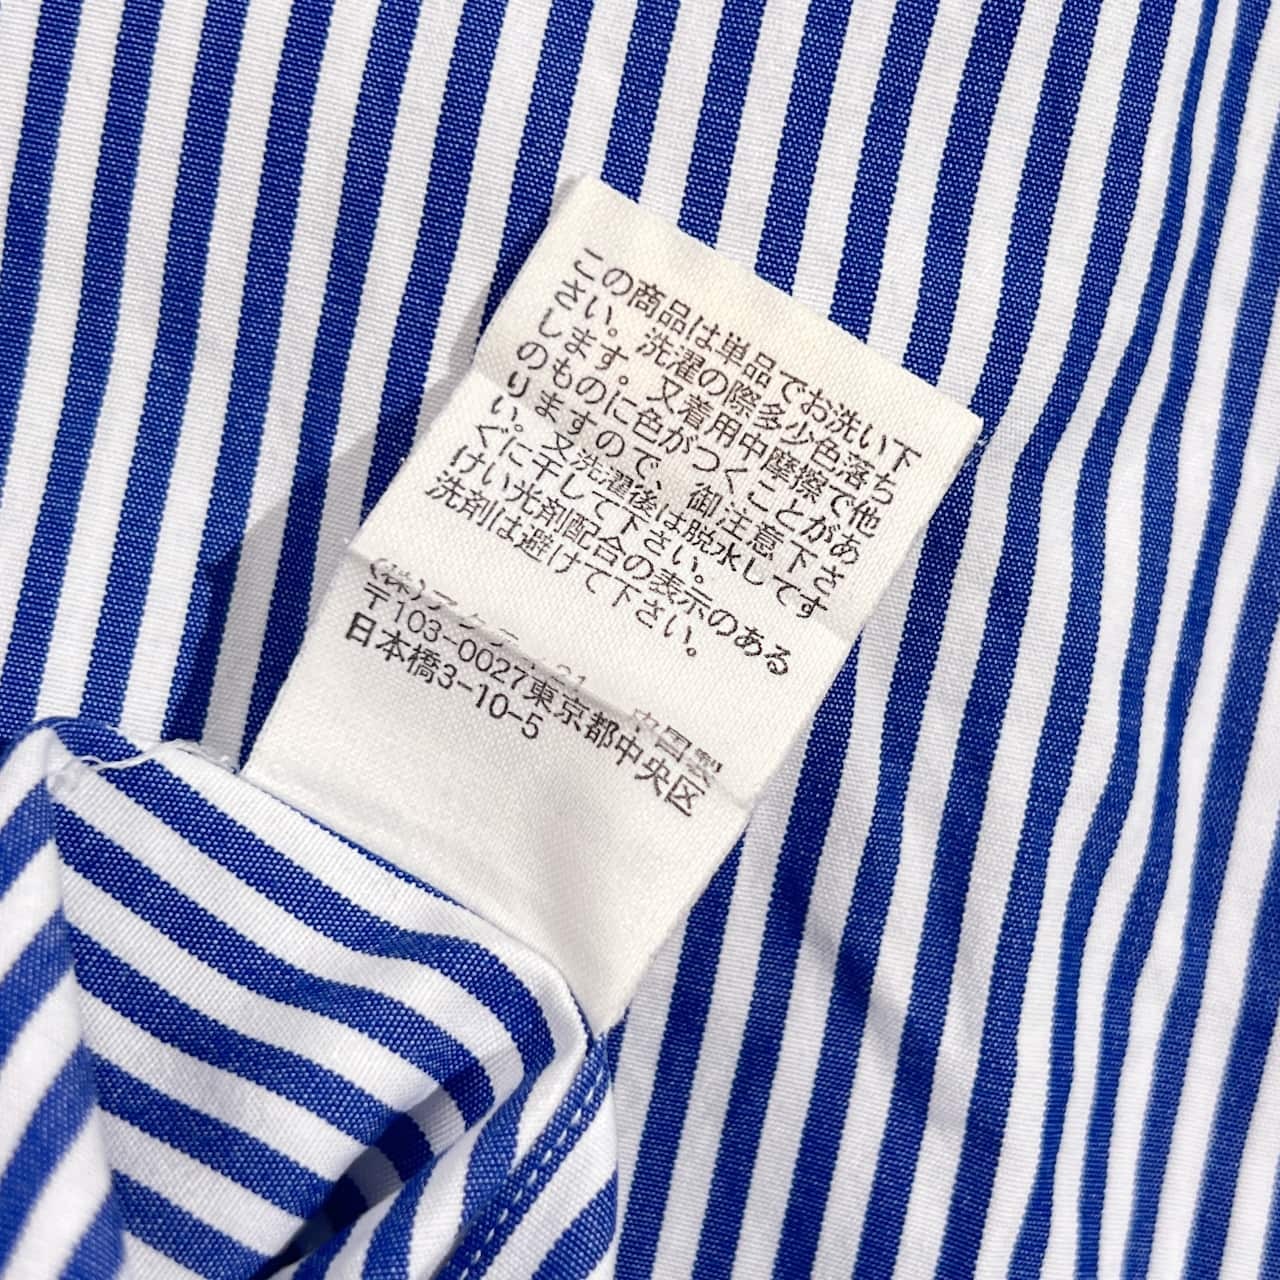 この商品は単品でお洗い下
さい。洗濯の際多少色落ち
します。又着用中摩擦で他
のものに色がつくことがあ
りますので、御注意下さ
い。又洗濯後は脱水してす
ぐに干して下さい。
けい光剤配合の表示のある
洗剤は避けて下さい。
(株) 21 中国製
〒103-0027東京都中央区
日本橋3-10-5